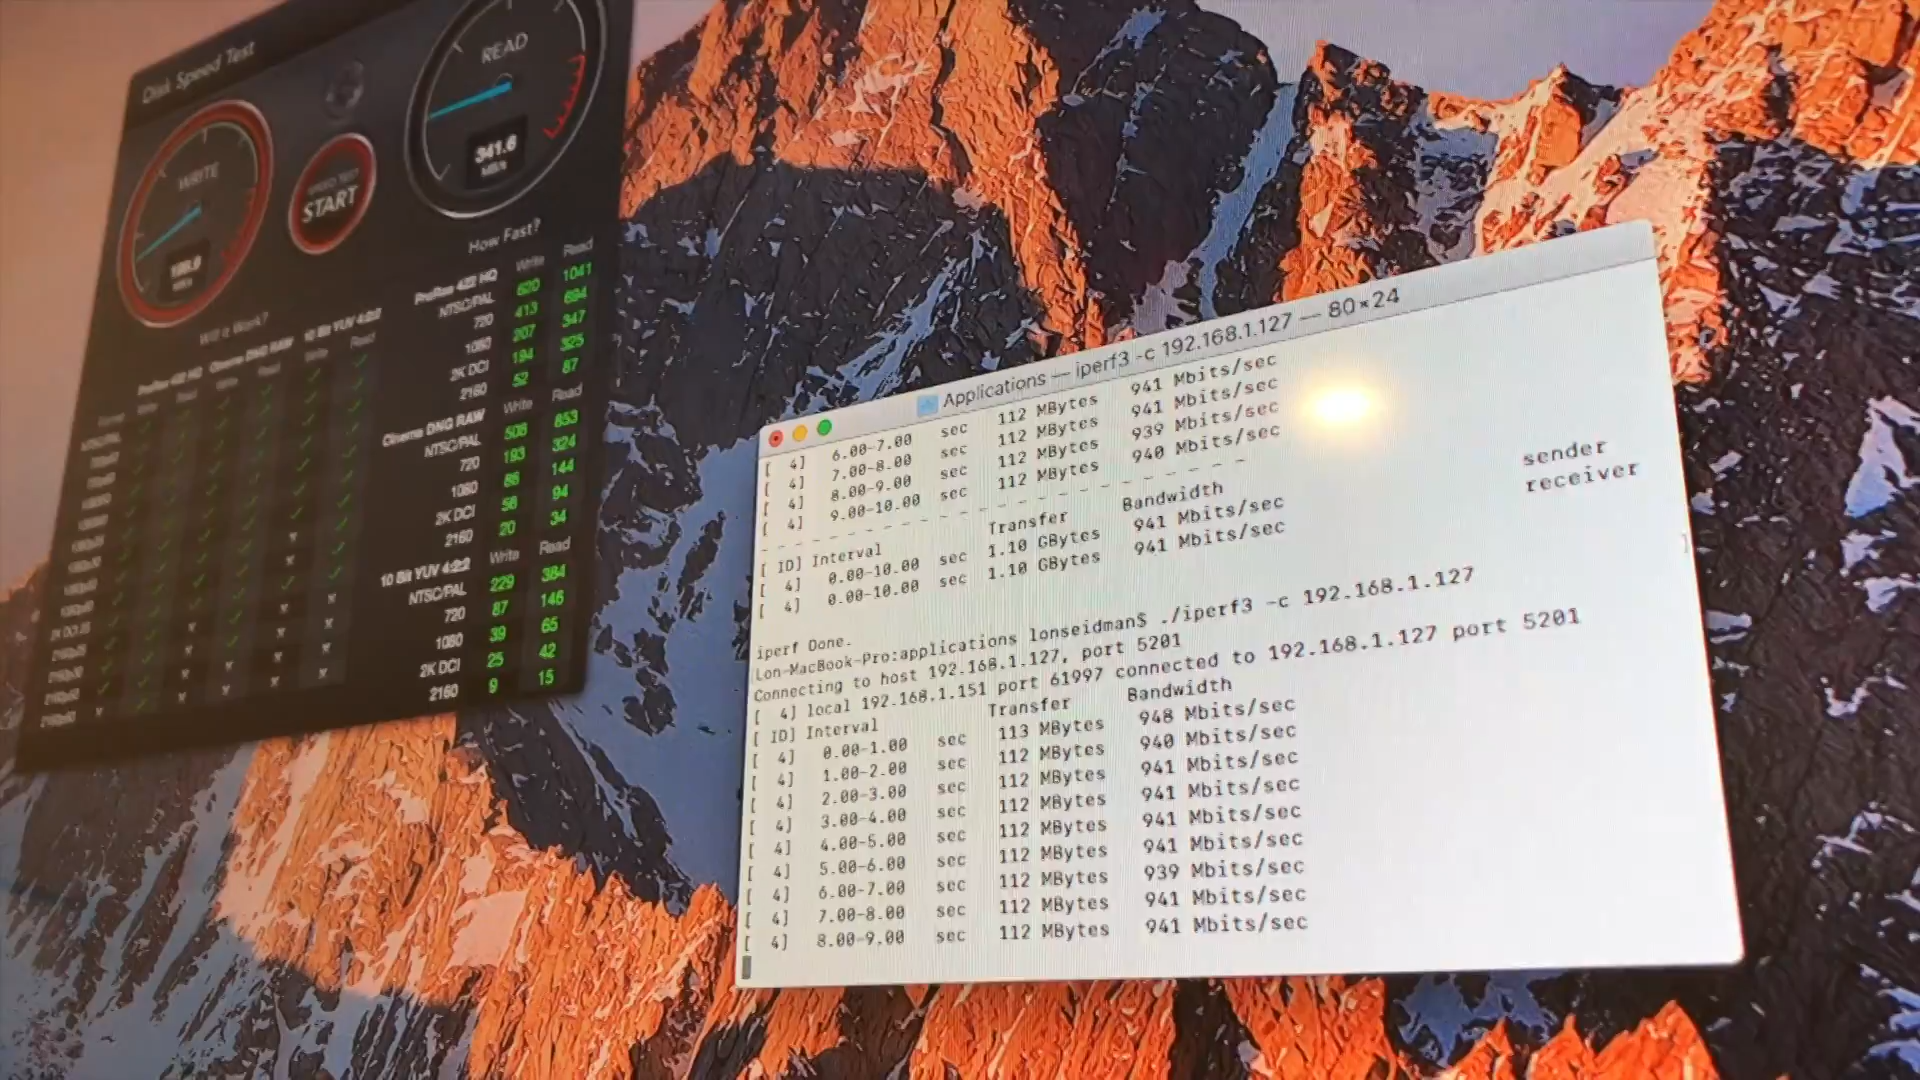 Disk Speed Test
WRITE
READ
341.6
MB/s
SPEED TEST
START
Will it Work?
How Fast?
Write Read
ProRes 422 HQ
NTSC/PAL 620 1041
720 413 694
1080 207 347
2K DCI 194 325
2160 52 87
Cinema DNG RAW Write Read
NTSC/PAL 508 853
720 193 324
1080 86 144
2K DCI 56 94
2160 20 34
10 Bit YUV 4:2:2 Write Read
NTSC/PAL 229 384
720 87 146
1080 39 65
2K DCI 25 42
2160 9 15
ProRes 422 HQ Cinema DNG RAW 10 Bit YUV 4:2:2
Applications — iperf3 -c 192.168.1.127 — 80×24
[ 4] 6.00-7.00 sec 112 MBytes 941 Mbits/sec
[ 4] 7.00-8.00 sec 112 MBytes 941 Mbits/sec
[ 4] 8.00-9.00 sec 112 MBytes 939 Mbits/sec
[ 4] 9.00-10.00 sec 112 MBytes 940 Mbits/sec
- - - - - - - - - - - - - - - - - - - - - - - - -
[ ID] Interval Transfer Bandwidth
[ 4] 0.00-10.00 sec 1.10 GBytes 941 Mbits/sec sender
[ 4] 0.00-10.00 sec 1.10 GBytes 941 Mbits/sec receiver
iperf Done.
Lon-MacBook-Pro:applications lonseidman$ ./iperf3 -c 192.168.1.127
Connecting to host 192.168.1.127, port 5201
[ 4] local 192.168.1.151 port 61997 connected to 192.168.1.127 port 5201
[ ID] Interval Transfer Bandwidth
[ 4] 0.00-1.00 sec 113 MBytes 948 Mbits/sec
[ 4] 1.00-2.00 sec 112 MBytes 940 Mbits/sec
[ 4] 2.00-3.00 sec 112 MBytes 941 Mbits/sec
[ 4] 3.00-4.00 sec 112 MBytes 941 Mbits/sec
[ 4] 4.00-5.00 sec 112 MBytes 941 Mbits/sec
[ 4] 5.00-6.00 sec 112 MBytes 941 Mbits/sec
[ 4] 6.00-7.00 sec 112 MBytes 939 Mbits/sec
[ 4] 7.00-8.00 sec 112 MBytes 941 Mbits/sec
[ 4] 8.00-9.00 sec 112 MBytes 941 Mbits/sec